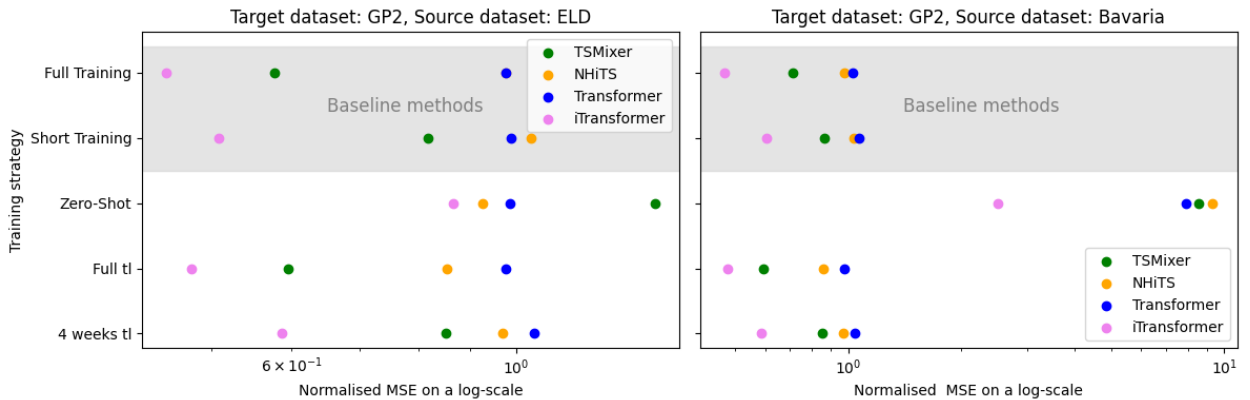 Target dataset: GP2, Source dataset: ELD
Training strategy
Full Training
Short Training
Zero-Shot
Full tl
4 weeks tl
TSMixer
NHiTS
Transformer
iTransformer
Baseline methods
6 × 10⁻¹
10⁰
Normalised MSE on a log-scale
Target dataset: GP2, Source dataset: Bavaria
Baseline methods
TSMixer
NHiTS
Transformer
iTransformer
10⁰
10¹
Normalised  MSE on a log-scale